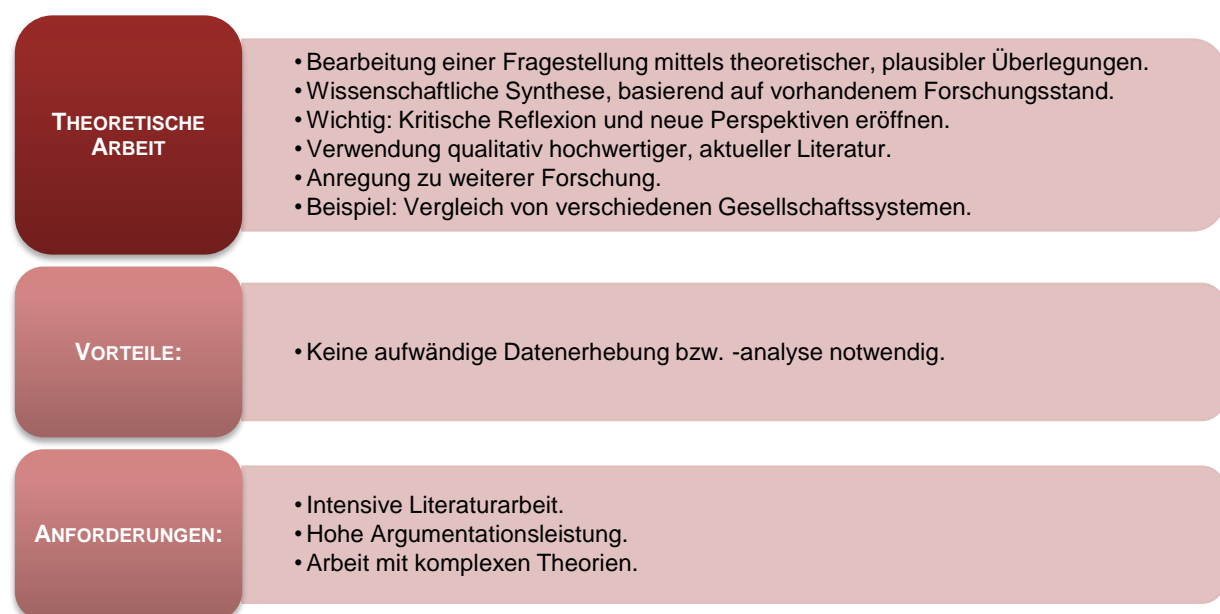 THEORETISCHE
ARBEIT
• Bearbeitung einer Fragestellung mittels theoretischer, plausibler Überlegungen.
• Wissenschaftliche Synthese, basierend auf vorhandenem Forschungsstand.
• Wichtig: Kritische Reflexion und neue Perspektiven eröffnen.
• Verwendung qualitativ hochwertiger, aktueller Literatur.
• Anregung zu weiterer Forschung.
• Beispiel: Vergleich von verschiedenen Gesellschaftssystemen.
VORTEILE:
• Keine aufwändige Datenerhebung bzw. -analyse notwendig.
ANFORDERUNGEN:
• Intensive Literaturarbeit.
• Hohe Argumentationsleistung.
• Arbeit mit komplexen Theorien.